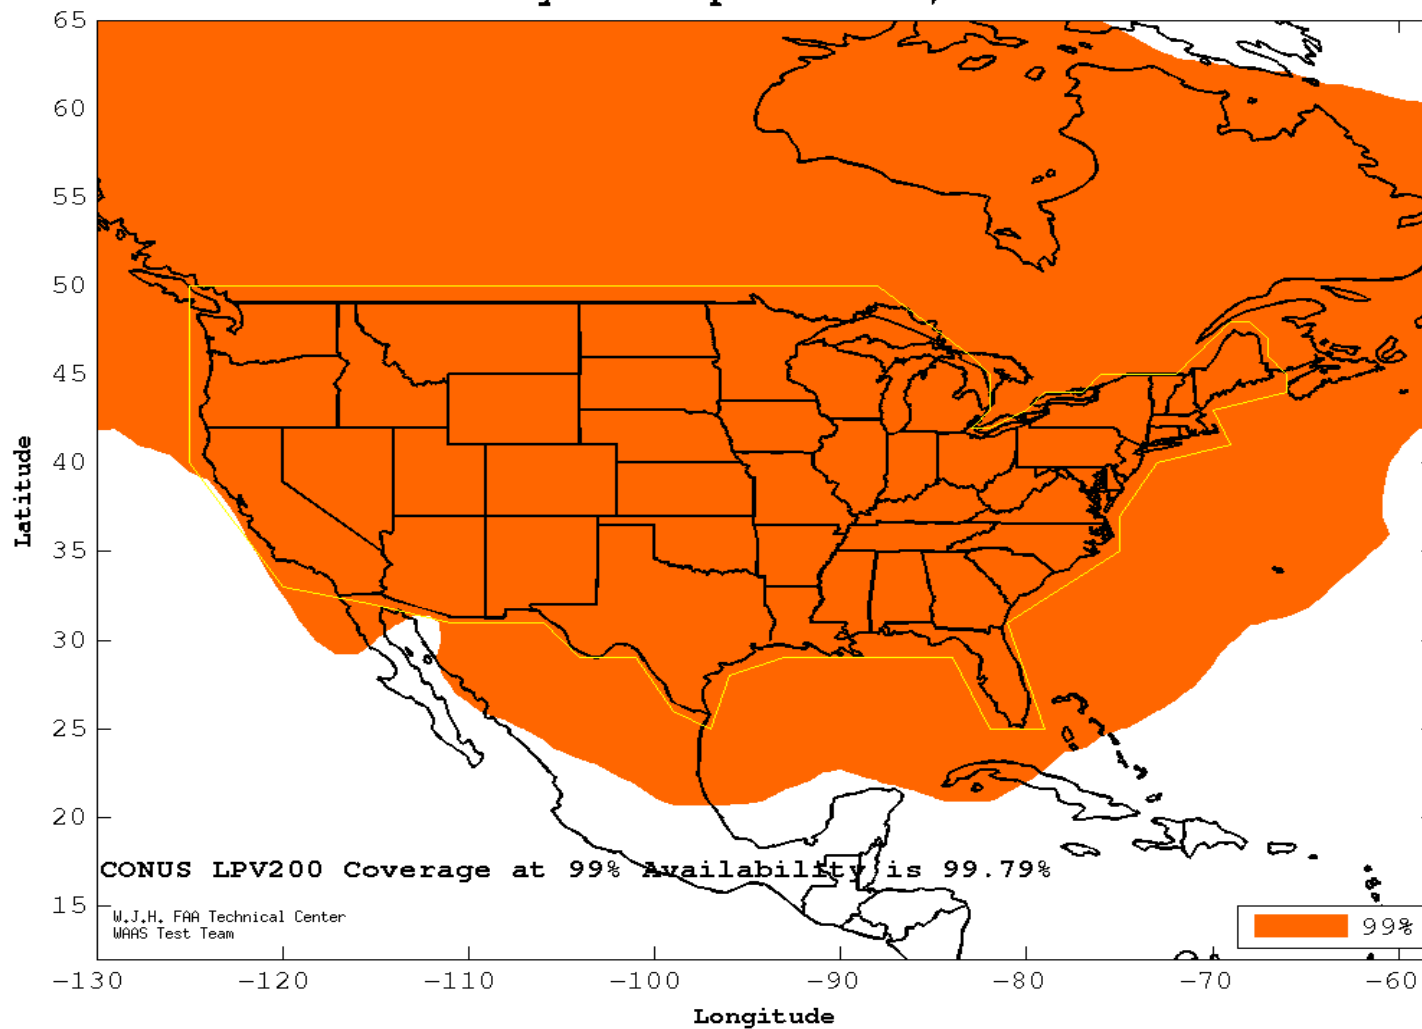 65
60
55
50
45
40
35
30
25
20
15
Latitude
CONUS LPV200 Coverage at 99% Availability is 99.79%
W.J.H. FAA Technical Center
WAAS Test Team
99%
-130 -120 -110 -100 -90 -80 -70 -60
Longitude